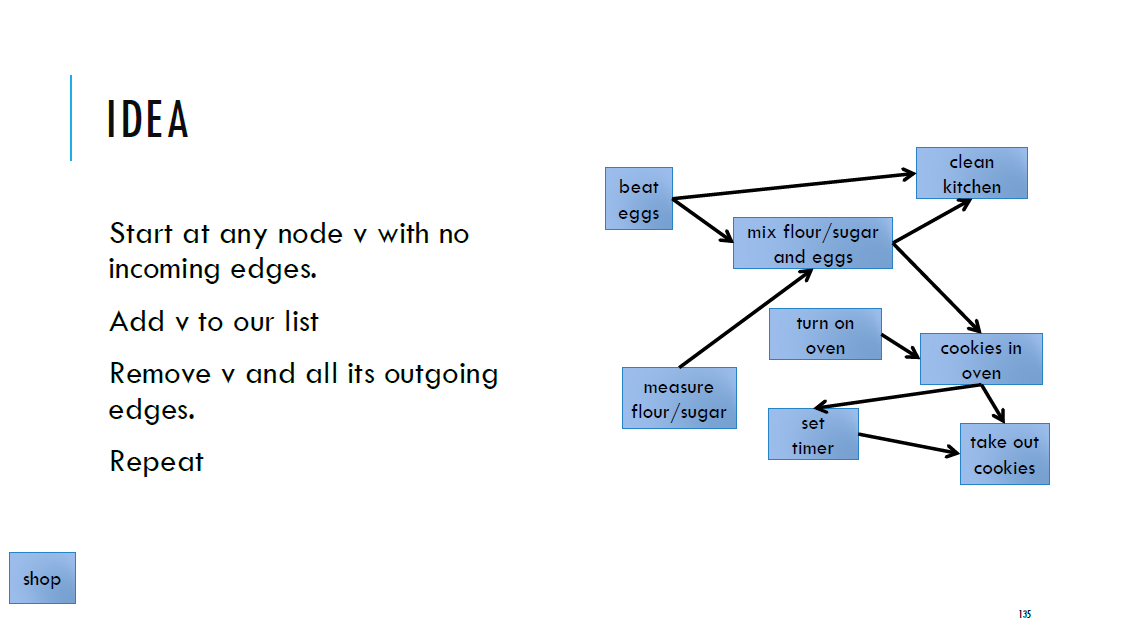 IDEA
Start at any node v with no
incoming edges.
Add v to our list
Remove v and all its outgoing
edges.
Repeat
shop
beat
eggs
clean
kitchen
mix flour/sugar
and eggs
turn on
oven
cookies in
oven
measure
flour/sugar
set
timer
take out
cookies
135